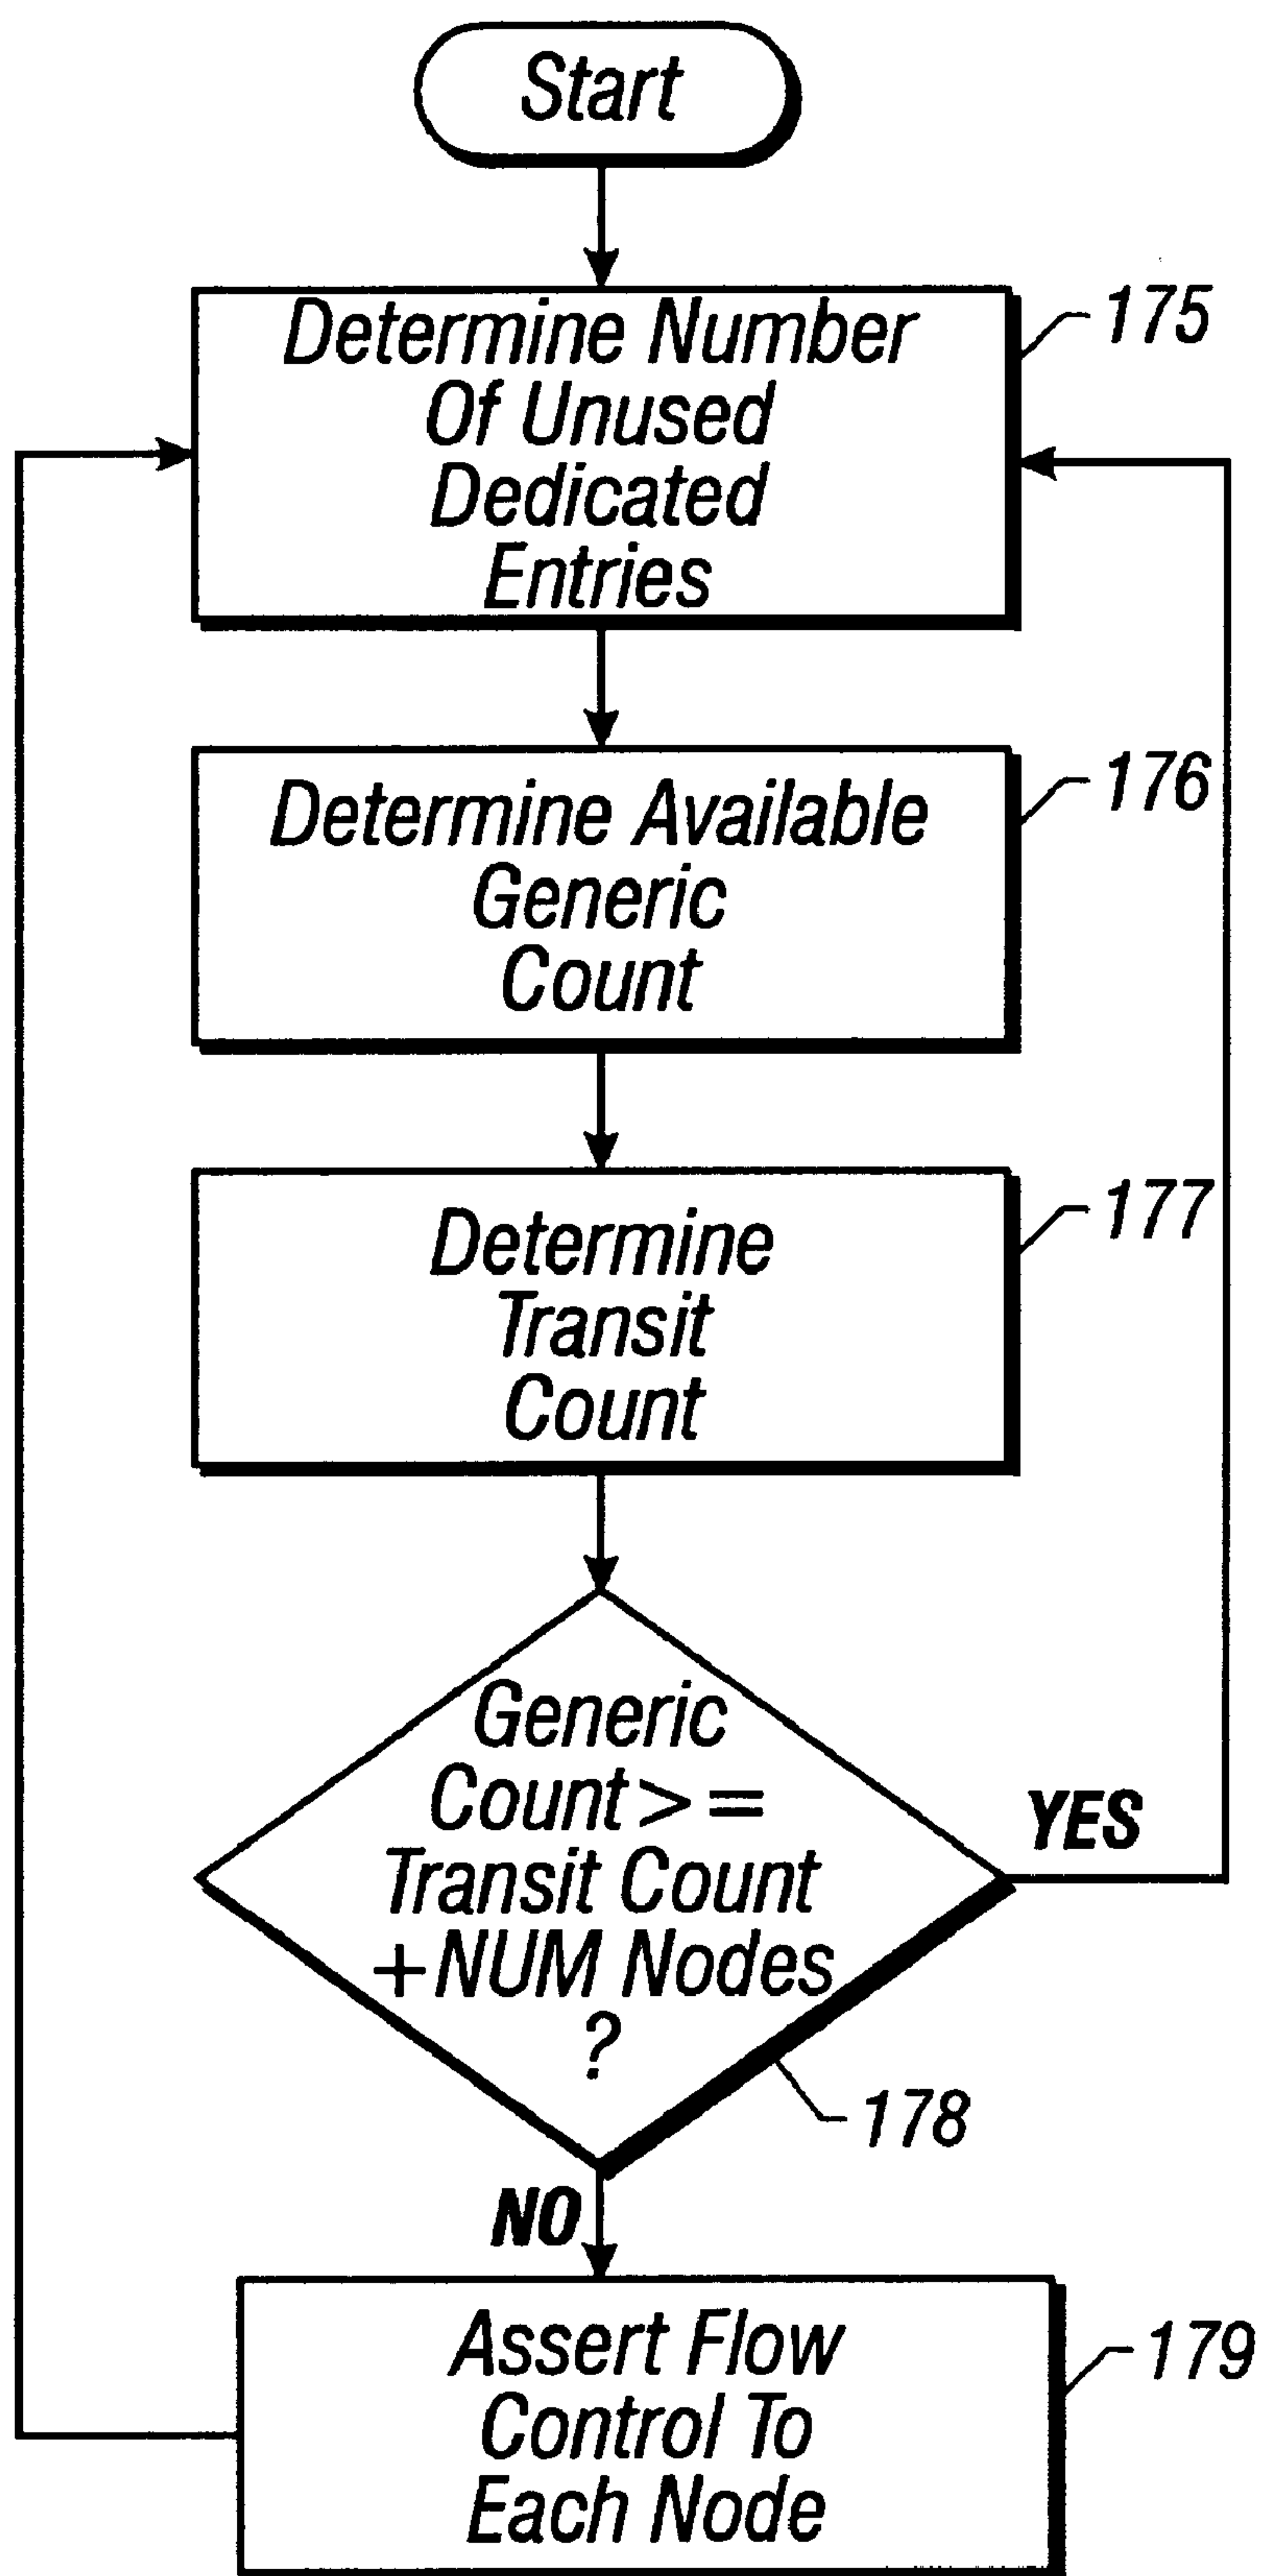 Start
Determine Number
Of Unused
Dedicated
Entries
175
Determine Available
Generic
Count
176
Determine
Transit
Count
177
Generic
Count >=
Transit Count
+NUM Nodes
?
YES
178
NO
Assert Flow
Control To
Each Node
179